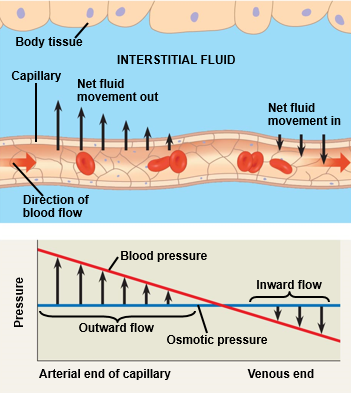 Body tissue
INTERSTITIAL FLUID
Capillary
Net fluid
movement out
Net fluid
movement in
Direction of
blood flow
Pressure
Blood pressure
Inward flow
Outward flow
Osmotic pressure
Arterial end of capillary
Venous end